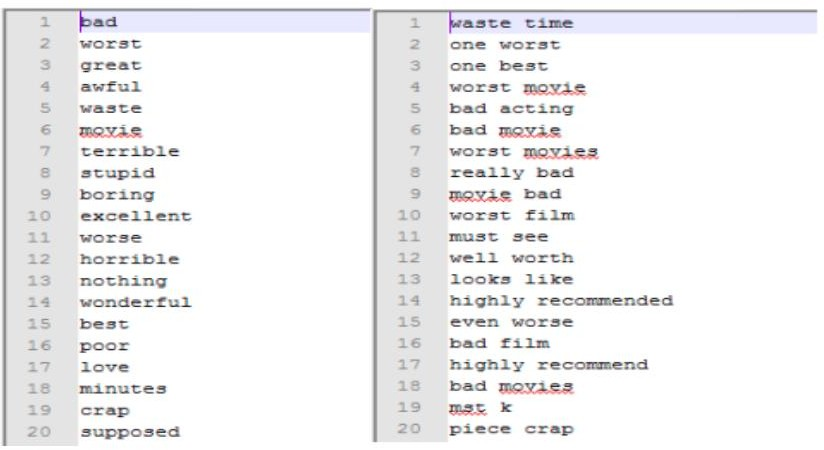 1 bad
2 worst
3 great
4 awful
5 waste
6 movie
7 terrible
8 stupid
9 boring
10 excellent
11 worse
12 horrible
13 nothing
14 wonderful
15 best
16 poor
17 love
18 minutes
19 crap
20 supposed
1 waste time
2 one worst
3 one best
4 worst movie
5 bad acting
6 bad movie
7 worst movies
8 really bad
9 movie bad
10 worst film
11 must see
12 well worth
13 looks like
14 highly recommended
15 even worse
16 bad film
17 highly recommend
18 bad movies
19 mst k
20 piece crap